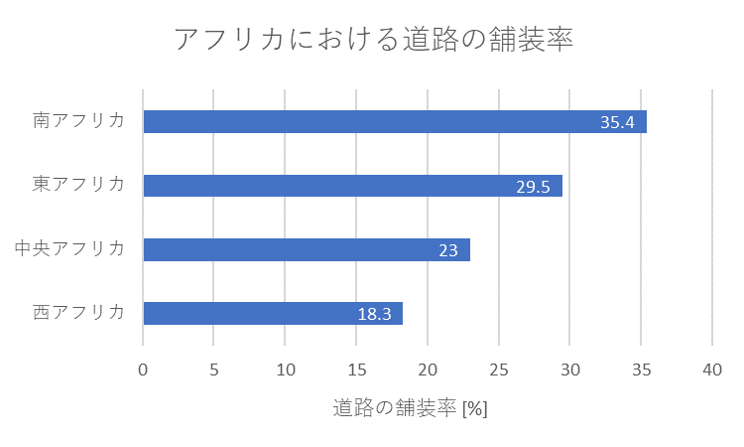 アフリカにおける道路の舗装率
南アフリカ
35.4
東アフリカ
29.5
中央アフリカ
23
西アフリカ
18.3
0 5 10 15 20 25 30 35 40
道路の舗装率 [%]